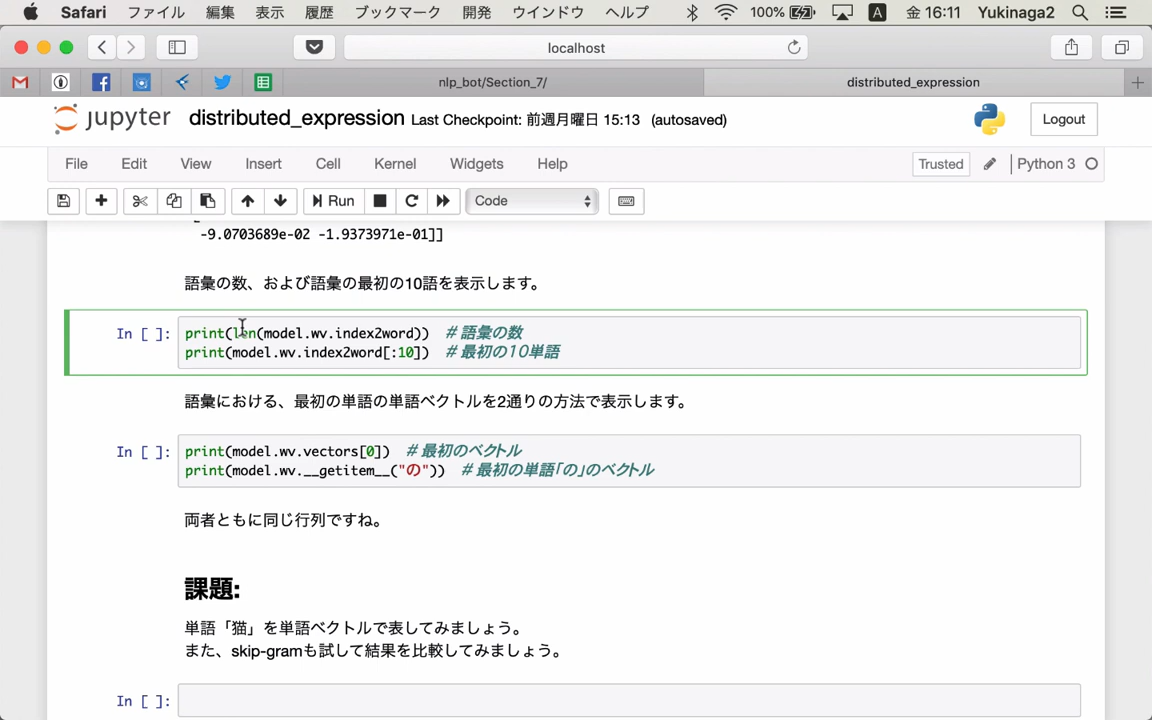 Safari ファイル 編集 表示 履歴 ブックマーク 開発 ウインドウ ヘルプ 100% A 金 16:11 Yukinaga2
localhost
nlp_bot/Section_7/ distributed_expression
jupyter distributed_expression Last Checkpoint: 前週月曜日 15:13 (autosaved) Logout
File Edit View Insert Cell Kernel Widgets Help Trusted Python 3
Run Code
-9.0703689e-02 -1.9373971e-01]]
語彙の数、および語彙の最初の10語を表示します。
In [ ]: print(len(model.wv.index2word)) # 語彙の数
print(model.wv.index2word[:10]) # 最初の10単語
語彙における、最初の単語の単語ベクトルを2通りの方法で表示します。
In [ ]: print(model.wv.vectors[0]) # 最初のベクトル
print(model.wv.__getitem__("の")) # 最初の単語「の」のベクトル
両者ともに同じ行列ですね。
課題:
単語「猫」を単語ベクトルで表してみましょう。
また、skip-gramも試して結果を比較してみましょう。
In [ ]: